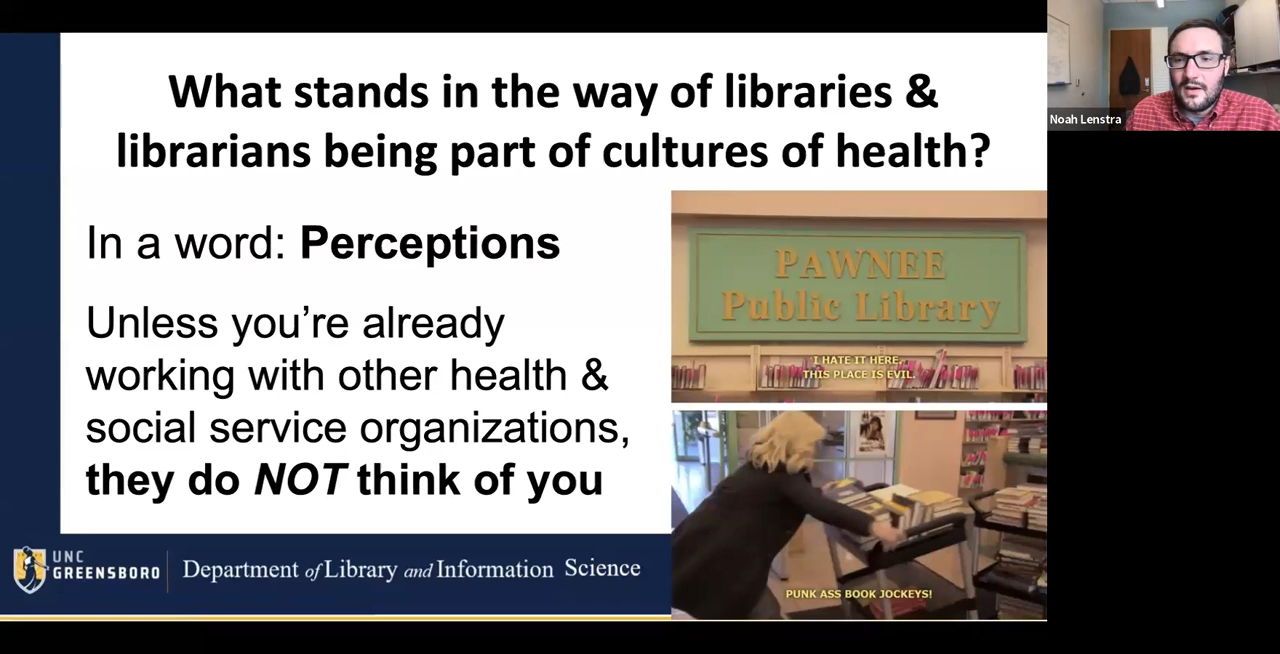 What stands in the way of libraries &
librarians being part of cultures of health?
In a word: Perceptions
Unless you're already
working with other health &
social service organizations,
they do NOT think of you
PAWNEE
Public Library
I HATE IT HERE.
THIS PLACE IS EVIL.
PUNK ASS BOOK JOCKEYS!
UNC
GREENSBORO
Department of Library and Information Science
Noah Lenstra